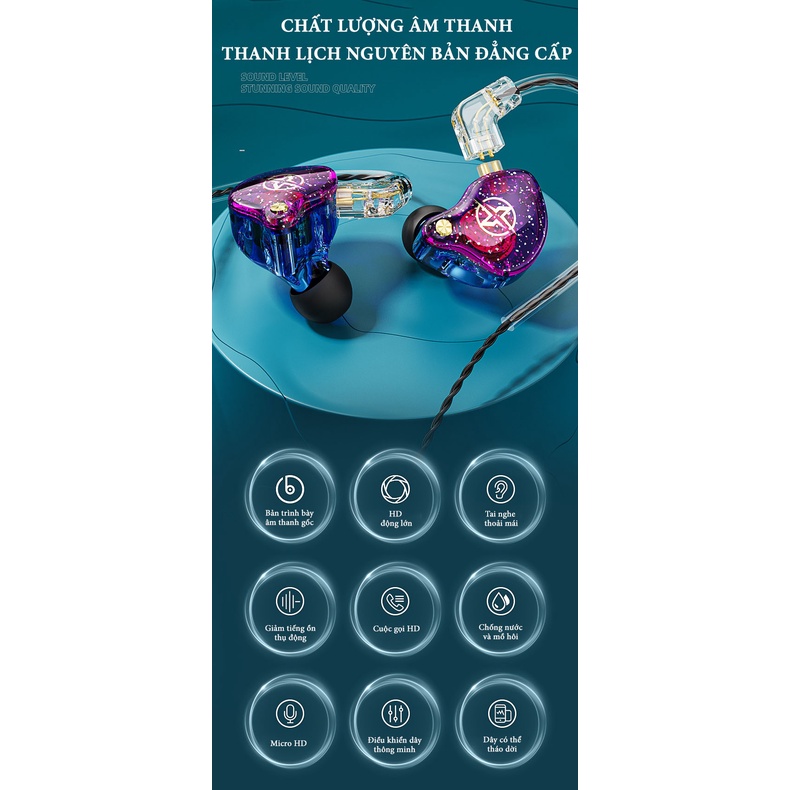 CHẤT LƯỢNG ÂM THANH
THANH LỊCH NGUYÊN BẢN ĐẲNG CẤP
SOUND LEVEL
STUNNING SOUND QUALITY
Bản trình bày
âm thanh gốc
HD
động lớn
Tai nghe
thoải mái
Giảm tiếng ồn
thụ động
Cuộc gọi HD
Chống nước
và mồ hôi
Micro HD
Điều khiển dây
thông minh
Dây có thể
tháo dời